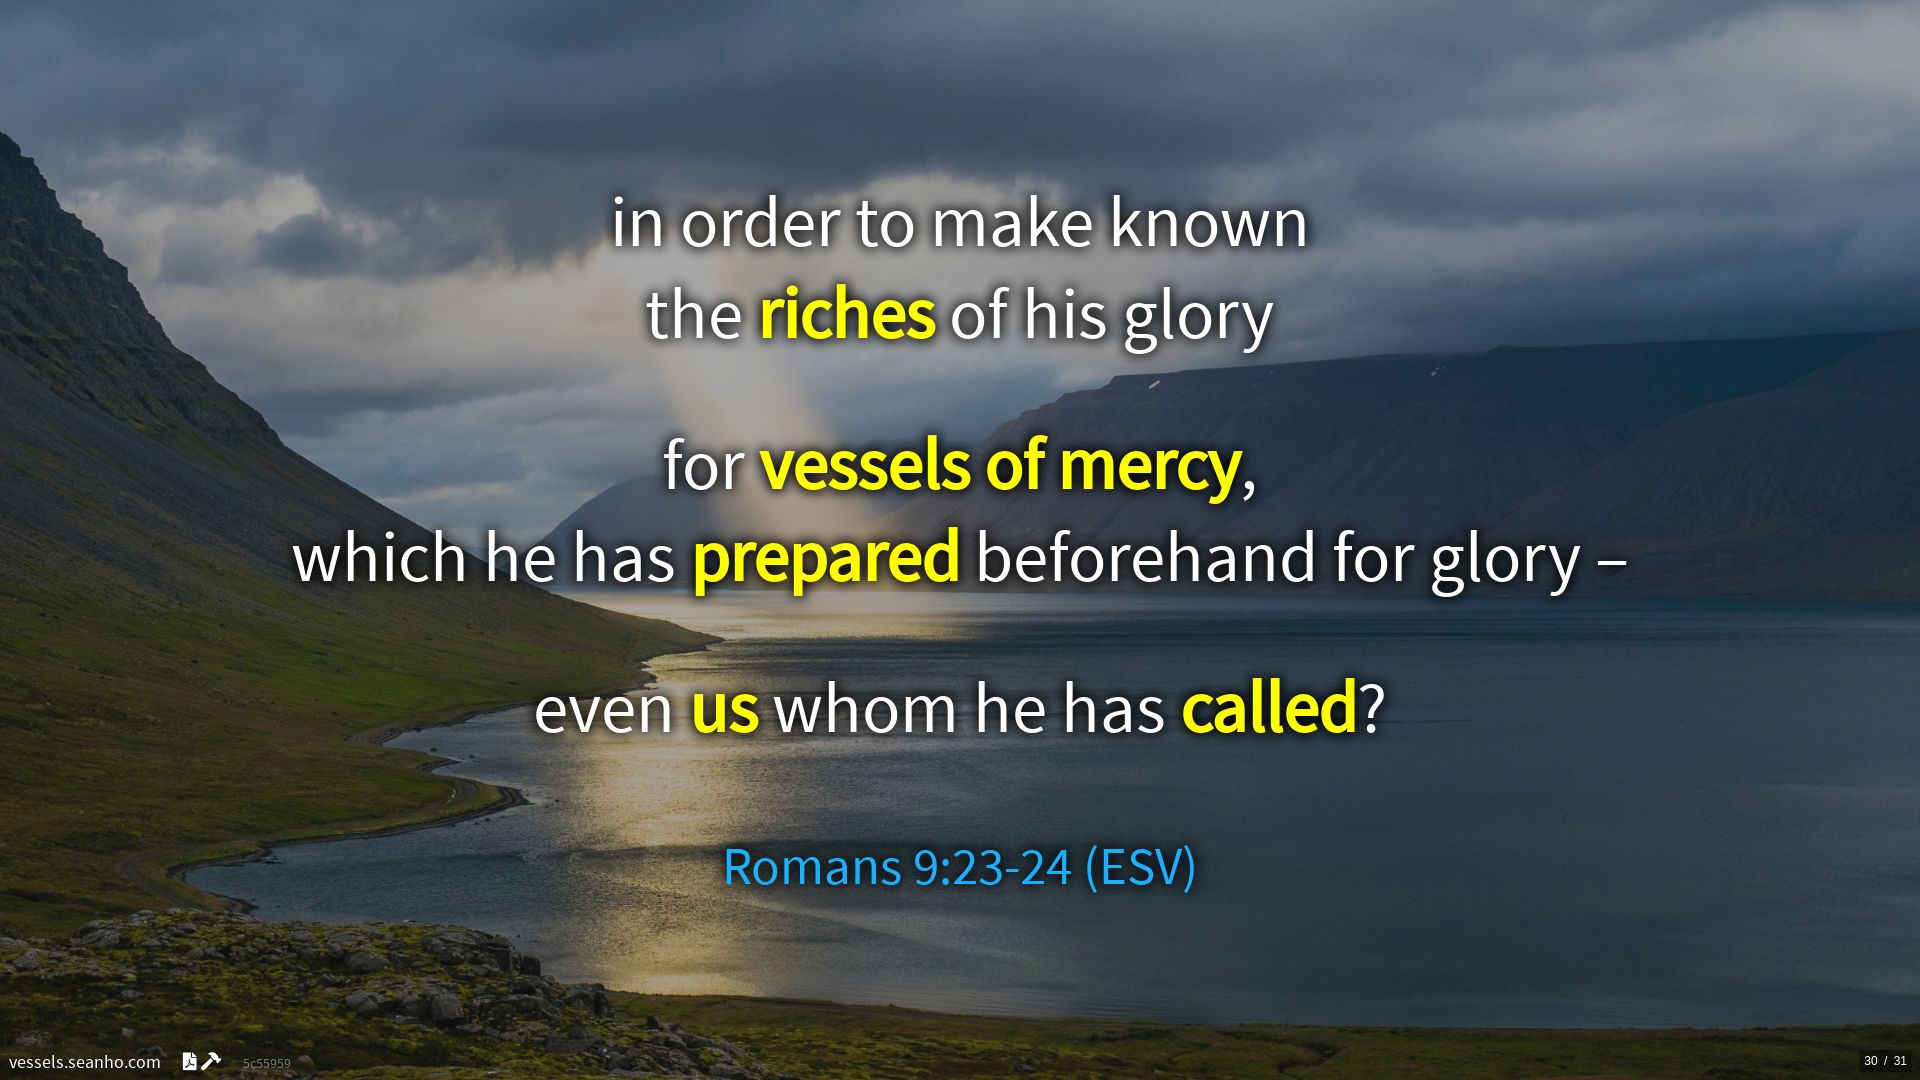 in order to make known
the riches of his glory
for vessels of mercy,
which he has prepared beforehand for glory –
even us whom he has called?
Romans 9:23-24 (ESV)
vessels.seanho.com
5c55959
30 / 31